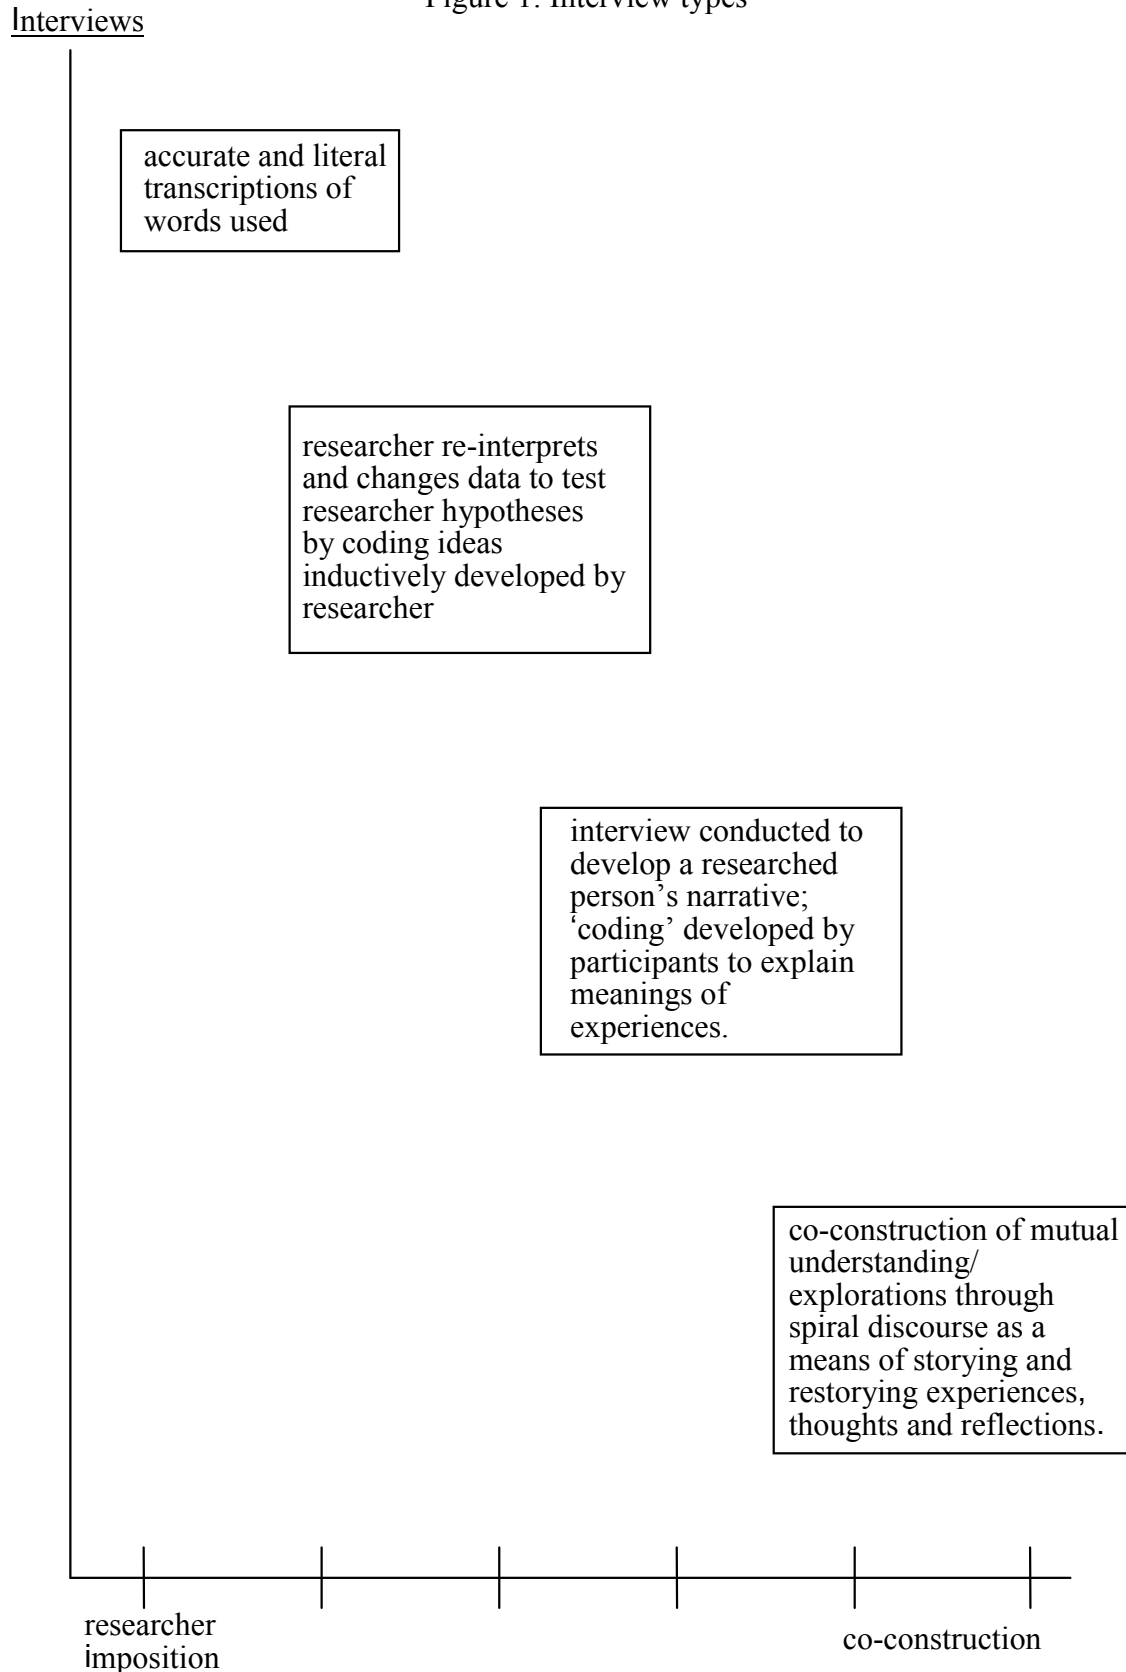 Figure 1: Interview types
Interviews
accurate and literal
transcriptions of
words used
researcher re-interprets
and changes data to test
researcher hypotheses
by coding ideas
inductively developed by
researcher
interview conducted to
develop a researched
person’s narrative;
‘coding’ developed by
participants to explain
meanings of
experiences.
co-construction of mutual
understanding/
explorations through
spiral discourse as a
means of storying and
restorying experiences,
thoughts and reflections.
researcher
imposition
co-construction